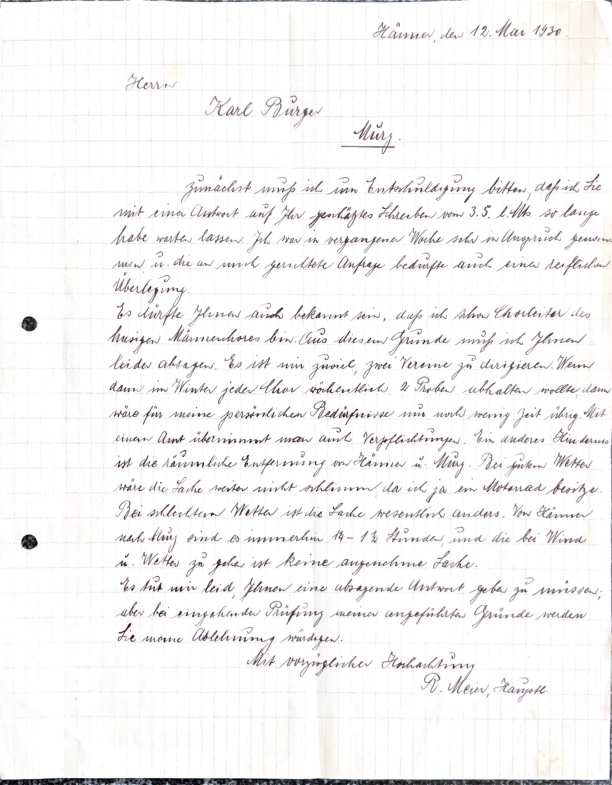 Hänner, den 12. Mai 1930.
Herrn
Karl Burger
Murg.
Zunächst muß ich um Entschuldigung bitten, daß ich Sie
mit einer Antwort auf Ihr geschätztes Schreiben vom 3.5. l. Mts so lange
habe warten lassen. Ich war in vergangener Woche sehr in Anspruch genom
men u. die an mich gerichtete Anfrage bedurfte auch einer reiflichen
Überlegung.
Es dürfte Ihnen auch bekannt sein, daß ich schon Chorleiter des
hiesigen Männerchores bin. Aus diesem Grunde muß ich Ihnen
leider absagen. Es ist mir zuviel, zwei Vereine zu dirigieren. Wenn
dann im Winter jeder Chor wöchentlich 2 Proben abhalten wollte, dann
wäre für meine persönlichen Bedürfnisse nur noch wenig Zeit übrig. Mit
einem Amt übernimmt man auch Verpflichtungen. Ein anderes Hindernis
ist die räumliche Entfernung von Hänner u. Murg. Bei gutem Wetter
wäre die Sache weiter nicht schlimm, da ich ja ein Motorrad besitze.
Bei schlechtem Wetter ist die Sache wesentlich anders. Von Hänner
nach Murg sind es immerhin Stunden, und die bei Wind
u. Wetter zu gehen ist keine angenehme Sache.
Es tut mir leid, Ihnen eine absagende Antwort geben zu müssen;
aber bei eingehender Prüfung meiner angeführten Gründe werden
Sie meine Ablehnung würdigen.
Mit vorzüglicher Hochachtung
R. Meier, Hauptl.